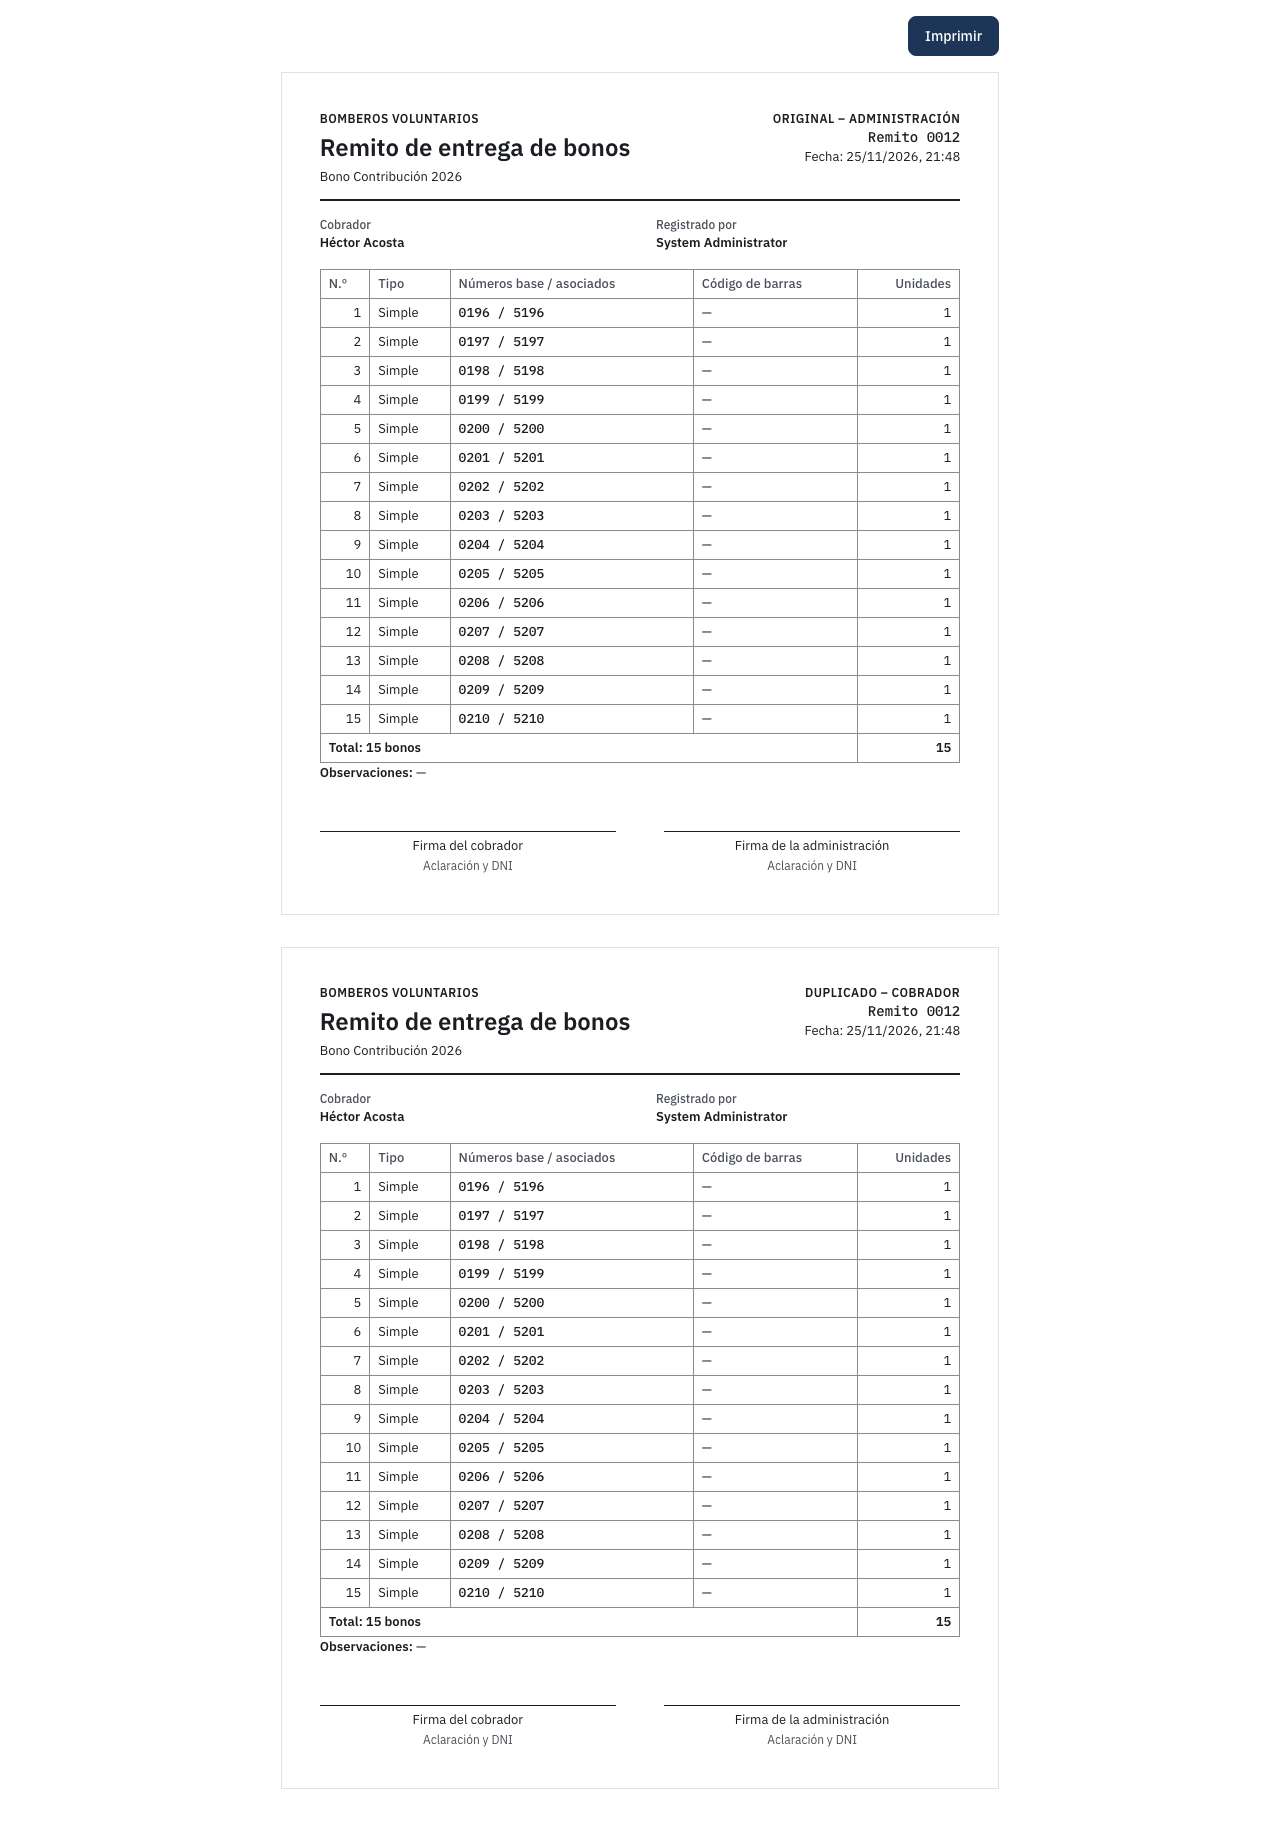 Imprimir
BOMBEROS VOLUNTARIOS
ORIGINAL – ADMINISTRACIÓN
Remito de entrega de bonos
Remito 0012
Fecha: 25/11/2026, 21:48
Bono Contribución 2026
Cobrador
Registrado por
Héctor Acosta
System Administrator
N.º Tipo Números base / asociados Código de barras Unidades
1 Simple 0196 / 5196 — 1
2 Simple 0197 / 5197 — 1
3 Simple 0198 / 5198 — 1
4 Simple 0199 / 5199 — 1
5 Simple 0200 / 5200 — 1
6 Simple 0201 / 5201 — 1
7 Simple 0202 / 5202 — 1
8 Simple 0203 / 5203 — 1
9 Simple 0204 / 5204 — 1
10 Simple 0205 / 5205 — 1
11 Simple 0206 / 5206 — 1
12 Simple 0207 / 5207 — 1
13 Simple 0208 / 5208 — 1
14 Simple 0209 / 5209 — 1
15 Simple 0210 / 5210 — 1
Total: 15 bonos 15
Observaciones: —
Firma del cobrador
Firma de la administración
Aclaración y DNI
Aclaración y DNI
BOMBEROS VOLUNTARIOS
DUPLICADO – COBRADOR
Remito de entrega de bonos
Remito 0012
Fecha: 25/11/2026, 21:48
Bono Contribución 2026
Cobrador
Registrado por
Héctor Acosta
System Administrator
N.º Tipo Números base / asociados Código de barras Unidades
1 Simple 0196 / 5196 — 1
2 Simple 0197 / 5197 — 1
3 Simple 0198 / 5198 — 1
4 Simple 0199 / 5199 — 1
5 Simple 0200 / 5200 — 1
6 Simple 0201 / 5201 — 1
7 Simple 0202 / 5202 — 1
8 Simple 0203 / 5203 — 1
9 Simple 0204 / 5204 — 1
10 Simple 0205 / 5205 — 1
11 Simple 0206 / 5206 — 1
12 Simple 0207 / 5207 — 1
13 Simple 0208 / 5208 — 1
14 Simple 0209 / 5209 — 1
15 Simple 0210 / 5210 — 1
Total: 15 bonos 15
Observaciones: —
Firma del cobrador
Firma de la administración
Aclaración y DNI
Aclaración y DNI